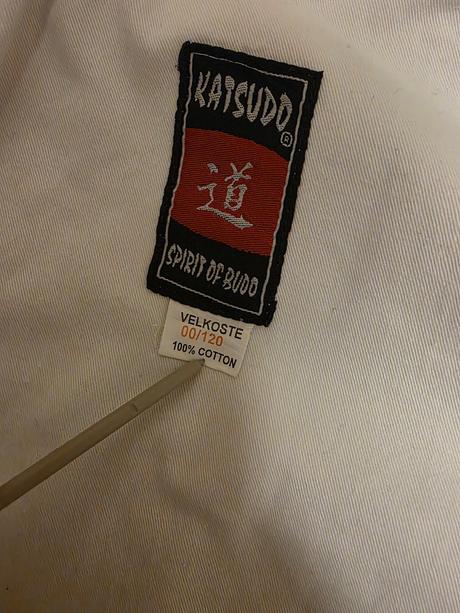 KATSUDO
®
道
SPIRIT OF BUDO
VELKOSTE
00/120
100% COTTON